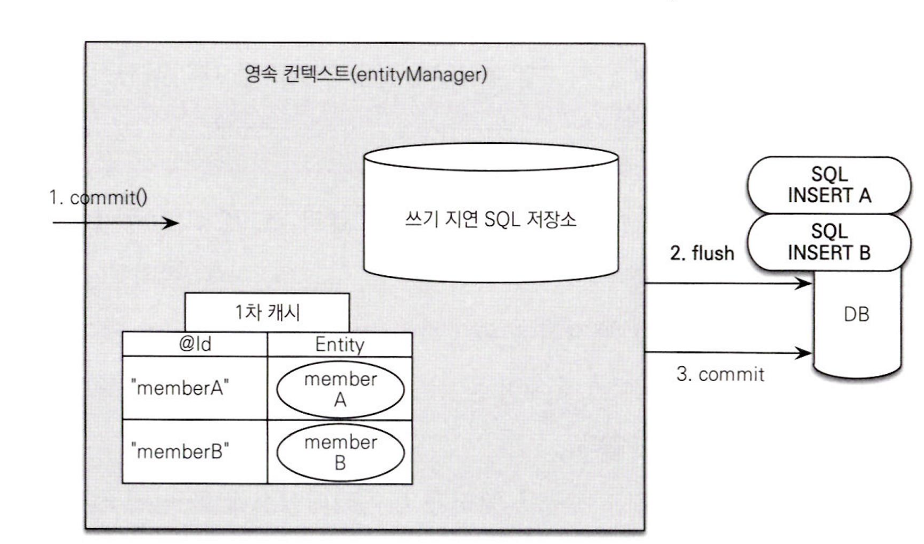 영속 컨텍스트(entityManager)
1. commit()
쓰기 지연 SQL 저장소
SQL
INSERT A
SQL
INSERT B
2. flush
DB
3. commit
1차 캐시
@Id Entity
"memberA" member
A
"memberB" member
B